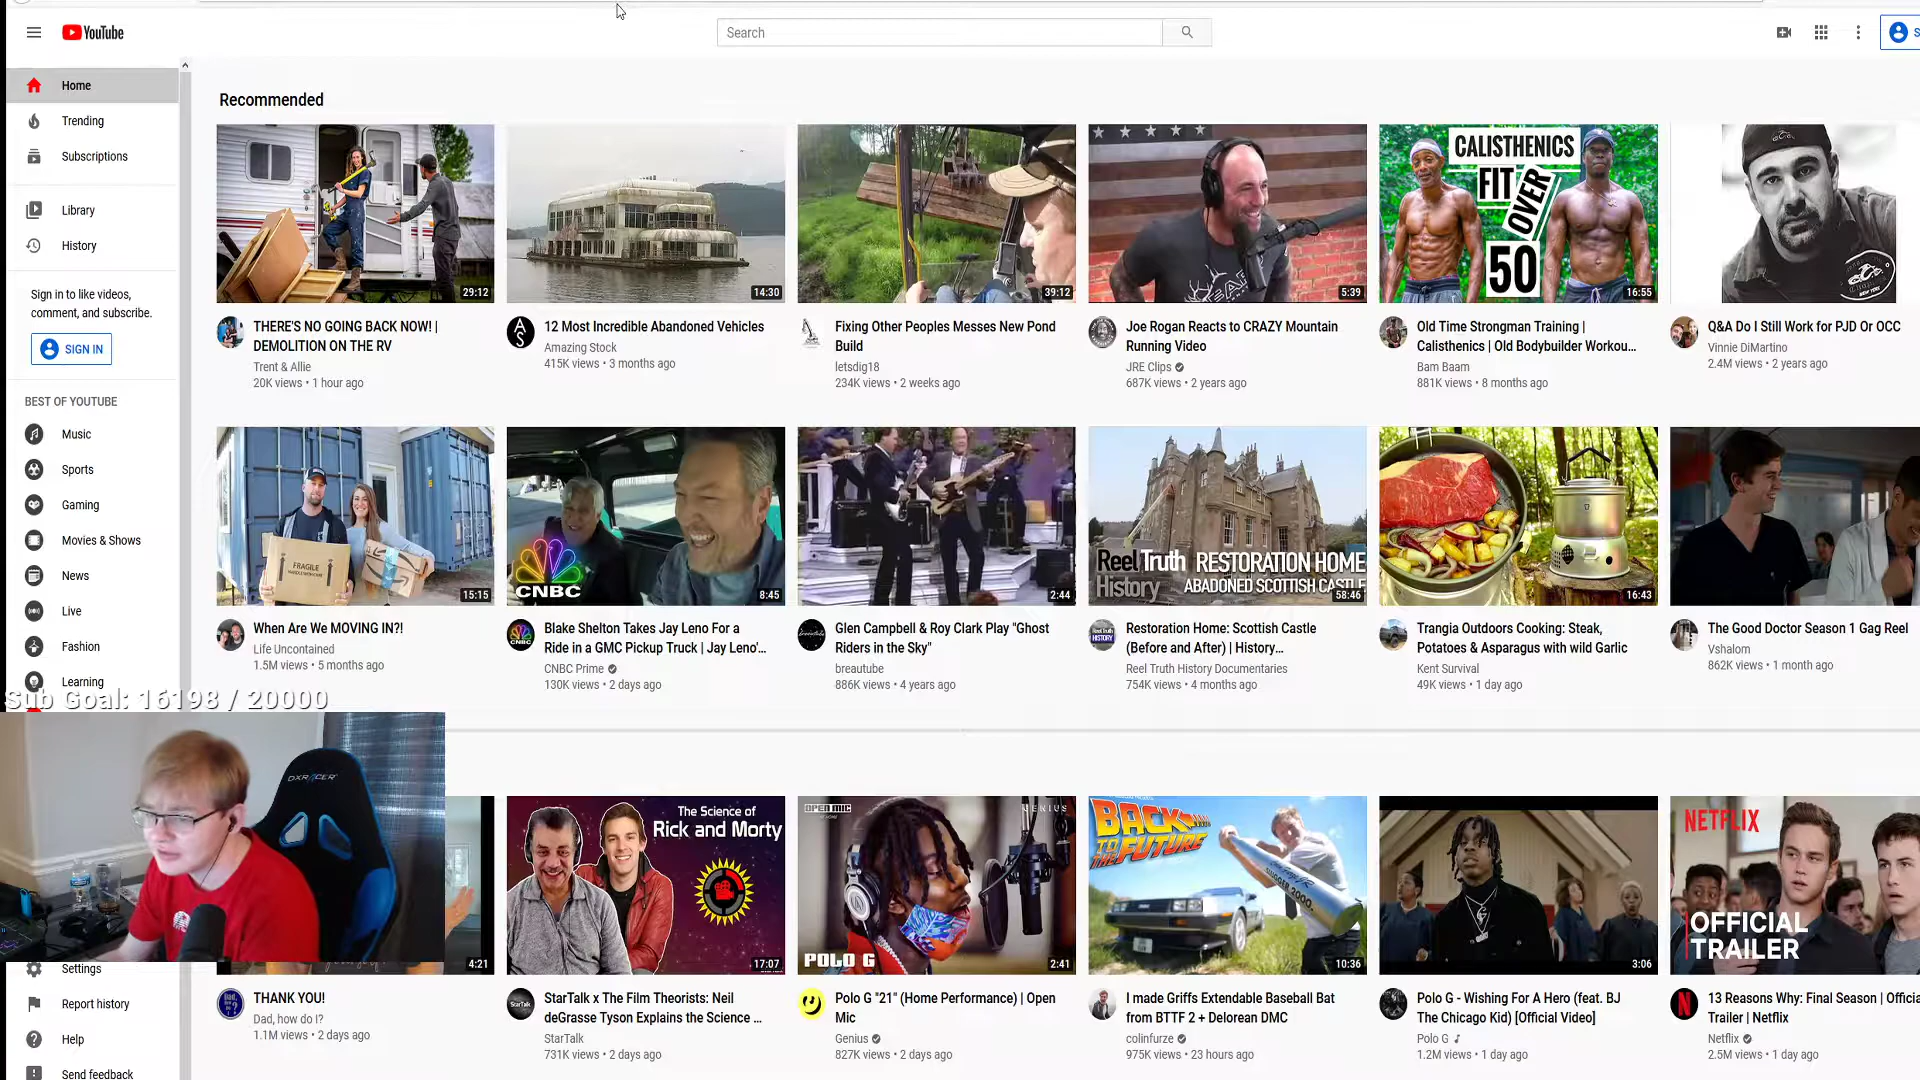 YouTube
Search
S
Home
Trending
Subscriptions
Library
History
Sign in to like videos,
comment, and subscribe.
SIGN IN
BEST OF YOUTUBE
Music
Sports
Gaming
Movies & Shows
News
Live
Fashion
Learning
Sub Goal: 16198 / 20000
DXRACER
Settings
Report history
Help
Send feedback
Recommended
29:12
THERE'S NO GOING BACK NOW! |
DEMOLITION ON THE RV
Trent & Allie
20K views • 1 hour ago
14:30
A
S
12 Most Incredible Abandoned Vehicles
Amazing Stock
415K views • 3 months ago
39:12
Fixing Other Peoples Messes New Pond
Build
letsdig18
234K views • 2 weeks ago
5:39
Joe Rogan Reacts to CRAZY Mountain
Running Video
JRE Clips
687K views • 2 years ago
CALISTHENICS
FIT
OVER
50
16:55
Old Time Strongman Training |
Calisthenics | Old Bodybuilder Workou...
Bam Baam
881K views • 8 months ago
Q&A Do I Still Work for PJD Or OCC
Vinnie DiMartino
2.4M views • 2 years ago
FRAGILE
15:15
When Are We MOVING IN?!
Life Uncontained
1.5M views • 5 months ago
CNBC
8:45
Blake Shelton Takes Jay Leno For a
Ride in a GMC Pickup Truck | Jay Leno'...
CNBC Prime
130K views • 2 days ago
2:44
Glen Campbell & Roy Clark Play "Ghost
Riders in the Sky"
breautube
886K views • 4 years ago
Reel Truth
History
RESTORATION HOME
ABADONED SCOTTISH CASTLE
58:46
Restoration Home: Scottish Castle
(Before and After) | History...
Reel Truth History Documentaries
754K views • 4 months ago
16:43
Trangia Outdoors Cooking: Steak,
Potatoes & Asparagus with wild Garlic
Kent Survival
49K views • 1 day ago
The Good Doctor Season 1 Gag Reel
Vshalom
862K views • 1 month ago
4:21
THANK YOU!
Dad, how do I?
1.1M views • 2 days ago
The Science of
Rick and Morty
17:07
StarTalk
StarTalk x The Film Theorists: Neil
deGrasse Tyson Explains the Science ...
StarTalk
731K views • 2 days ago
OPEN MIC
GENIUS
POLO G
2:41
Polo G "21" (Home Performance) | Open
Mic
Genius
827K views • 2 days ago
BACK
TO THE FUTURE
SLUGGER 2000
10:36
I made Griffs Extendable Baseball Bat
from BTTF 2 + Delorean DMC
colinfurze
975K views • 23 hours ago
3:06
Polo G - Wishing For A Hero (feat. BJ
The Chicago Kid) [Official Video]
Polo G
1.2M views • 1 day ago
NETFLIX
OFFICIAL
TRAILER
N
13 Reasons Why: Final Season | Officia
Trailer | Netflix
Netflix
2.5M views • 1 day ago